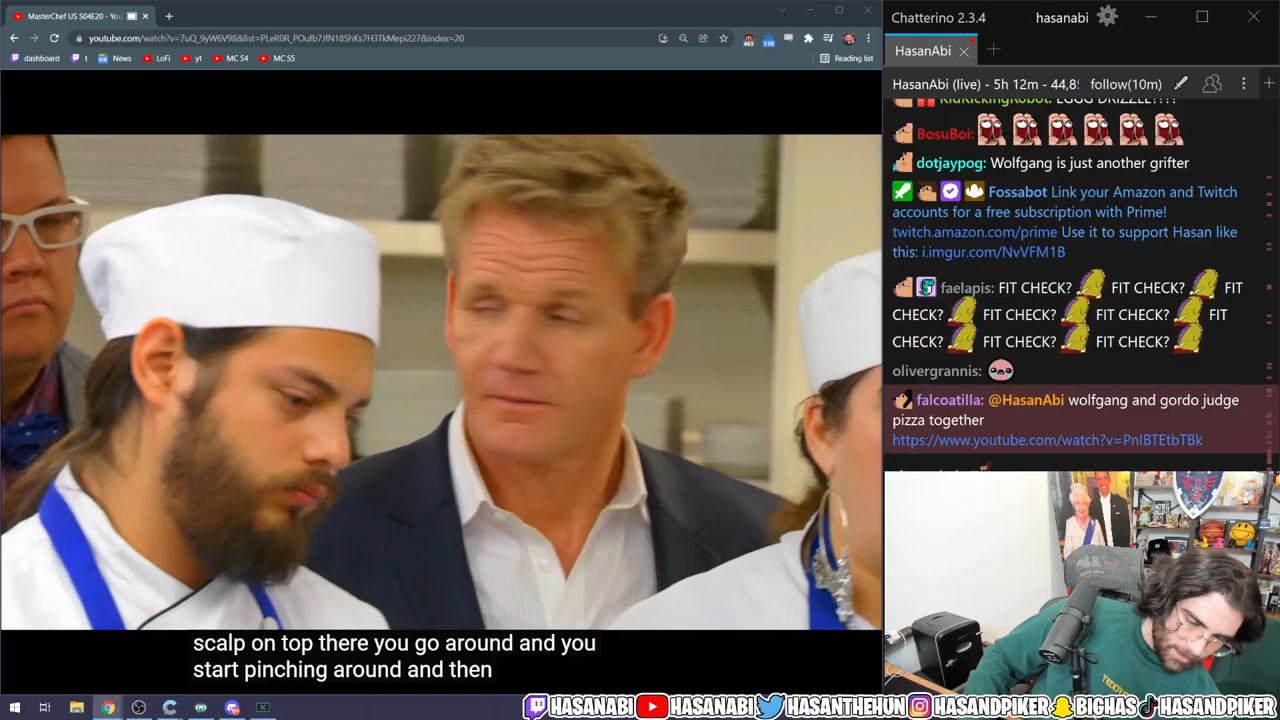 MasterChef US S04E20 - You
youtube.com/watch?v=7uQ_9yW6V98&list=PLeR0R_POufb7JfN18ShKs7H3TkMepi227&index=20
dashboard
t
News
LoFi
yt
MC S4
MC S5
Reading list
463
110
scalp on top there you go around and you
start pinching around and then
Chatterino 2.3.4
hasanabi
HasanAbi
HasanAbi (live) - 5h 12m - 44,8
follow(10m)
KidKickingRobot: EGGG DRIZZLE????
BosuBoi:
dotjaypog: Wolfgang is just another grifter
Fossabot Link your Amazon and Twitch
accounts for a free subscription with Prime!
twitch.amazon.com/prime Use it to support Hasan like
this: i.imgur.com/NvVFM1B
faelapis: FIT CHECK? FIT CHECK? FIT
CHECK? FIT CHECK? FIT CHECK? FIT
CHECK? FIT CHECK? FIT CHECK?
olivergrannis:
falcoatilla: @HasanAbi wolfgang and gordo judge
pizza together
https://www.youtube.com/watch?v=PnIBTEtbTBk
TEDDY
HASANABI HASANABI HASANTHEHUN HASANDPIKER BIGHAS HASANDPIKER